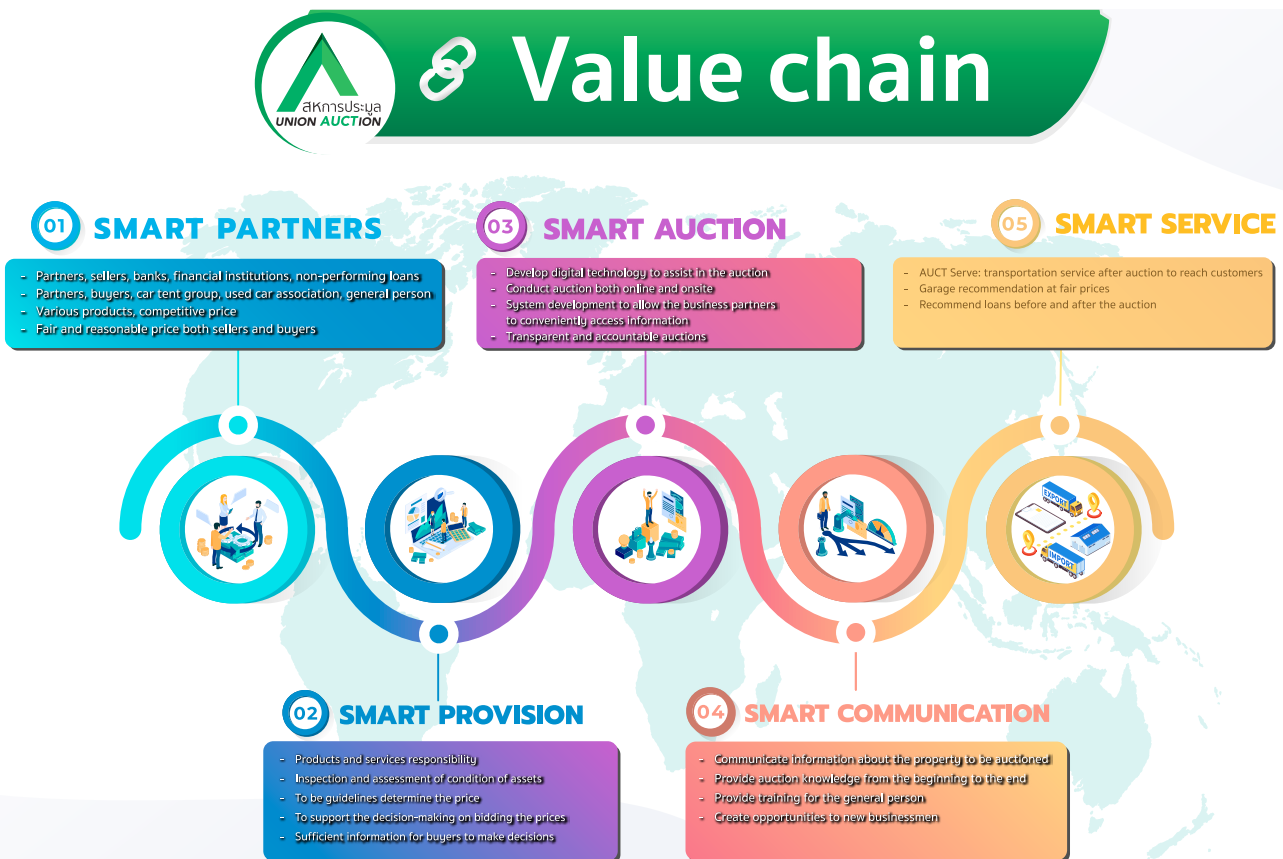 สหการประมูล
UNION AUCTION
Value chain
01 SMART PARTNERS
- Partners, sellers, banks, financial institutions, non-performing loans
- Partners, buyers, car tent group, used car association, general person
- Various products, competitive price
- Fair and reasonable price both sellers and buyers
02 SMART PROVISION
- Products and services responsibility
- Inspection and assessment of condition of assets
- To be guidelines determine the price
- To support the decision-making on bidding the prices
- Sufficient information for buyers to make decisions
03 SMART AUCTION
- Develop digital technology to assist in the auction
- Conduct auction both online and onsite
- System development to allow the business partners
to conveniently access information
- Transparent and accountable auctions
04 SMART COMMUNICATION
- Communicate information about the property to be auctioned
- Provide auction knowledge from the beginning to the end
- Provide training for the general person
- Create opportunities to new businessmen
05 SMART SERVICE
- AUCT Serve: transportation service after auction to reach customers
- Garage recommendation at fair prices
- Recommend loans before and after the auction
EXPORT
IMPORT